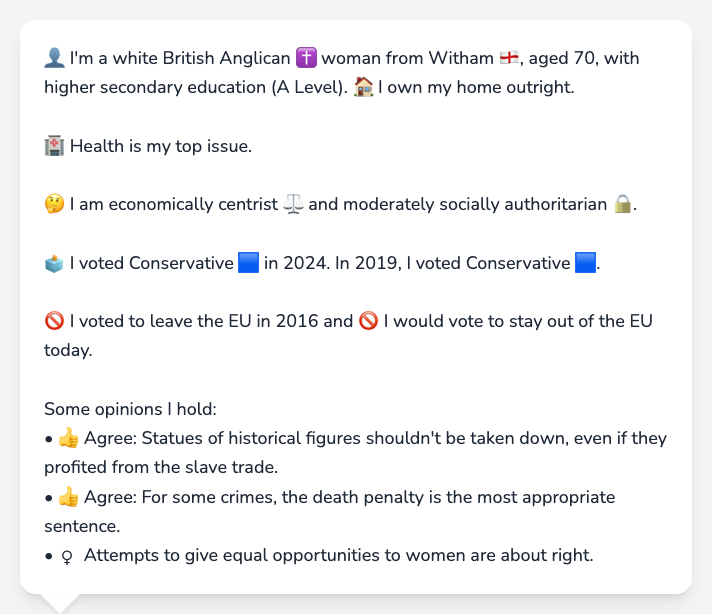 👤 I'm a white British Anglican ✝️ woman from Witham 🏴󠁧󠁢󠁥󠁮󠁧󠁿, aged 70, with
higher secondary education (A Level). 🏠 I own my home outright.
🏥 Health is my top issue.
🤔 I am economically centrist ⚖️ and moderately socially authoritarian 🔒.
🗳️ I voted Conservative 🟦 in 2024. In 2019, I voted Conservative 🟦.
🚫 I voted to leave the EU in 2016 and 🚫 I would vote to stay out of the EU
today.
Some opinions I hold:
• 👍 Agree: Statues of historical figures shouldn't be taken down, even if they
profited from the slave trade.
• 👍 Agree: For some crimes, the death penalty is the most appropriate
sentence.
• ♀ Attempts to give equal opportunities to women are about right.